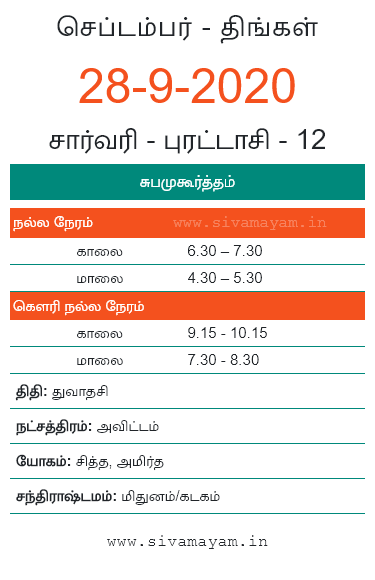 செப்டம்பர் - திங்கள்
28-9-2020
சார்வரி - புரட்டாசி - 12
சுபமுகூர்த்தம்
நல்ல நேரம் www.sivamayam.in
காலை 6.30 – 7.30
மாலை 4.30 – 5.30
கௌரி நல்ல நேரம்
காலை 9.15 - 10.15
மாலை 7.30 - 8.30
திதி: துவாதசி
நட்சத்திரம்: அவிட்டம்
யோகம்: சித்த, அமிர்த
சந்திராஷ்டமம்: மிதுனம்/கடகம்
www.sivamayam.in